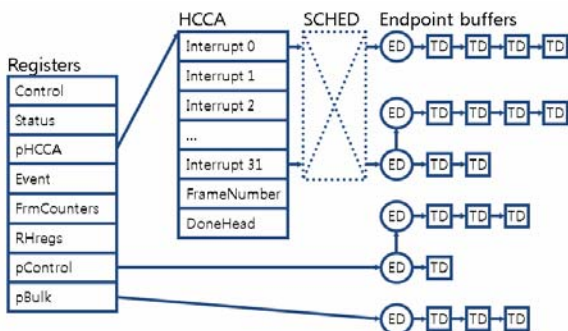 HCCA
SCHED
Endpoint buffers
Registers
Control
Status
pHCCA
Event
FrmCounters
RHregs
pControl
pBulk
Interrupt 0
Interrupt 1
Interrupt 2
...
Interrupt 31
FrameNumber
DoneHead
ED TD TD TD TD
ED TD TD TD TD
ED TD TD
ED TD TD TD
ED TD
ED TD TD TD